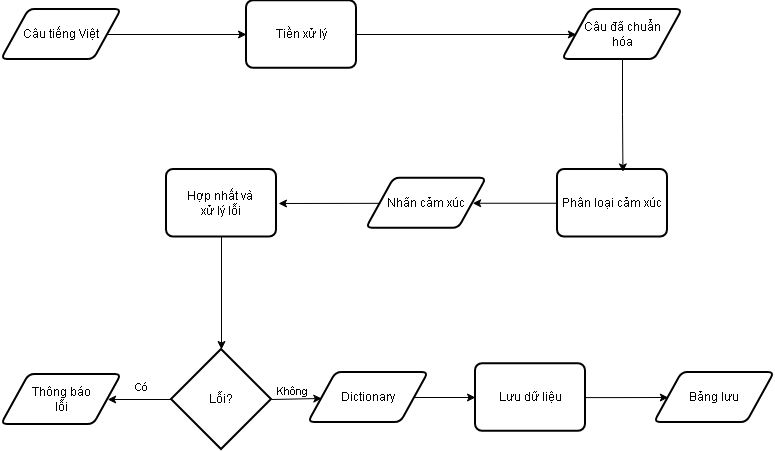 Câu tiếng Việt
Tiền xử lý
Câu đã chuẩn
hóa
Phân loại cảm xúc
Nhãn cảm xúc
Hợp nhất và
xử lý lỗi
Lỗi?
Có
Thông báo
lỗi
Không
Dictionary
Lưu dữ liệu
Bảng lưu